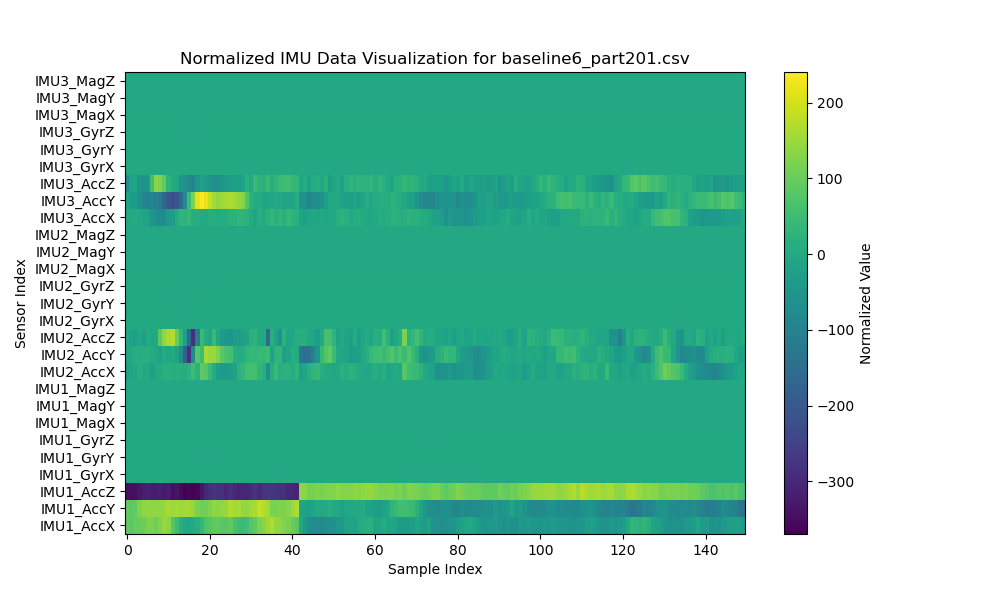 Normalized IMU Data Visualization for baseline6_part201.csv
IMU3_MagZ
IMU3_MagY
IMU3_MagX
IMU3_GyrZ
IMU3_GyrY
IMU3_GyrX
IMU3_AccZ
IMU3_AccY
IMU3_AccX
IMU2_MagZ
IMU2_MagY
IMU2_MagX
IMU2_GyrZ
IMU2_GyrY
IMU2_GyrX
IMU2_AccZ
IMU2_AccY
IMU2_AccX
IMU1_MagZ
IMU1_MagY
IMU1_MagX
IMU1_GyrZ
IMU1_GyrY
IMU1_GyrX
IMU1_AccZ
IMU1_AccY
IMU1_AccX
Sensor Index
0 20 40 60 80 100 120 140
Sample Index
200
100
0
−100
−200
−300
Normalized Value